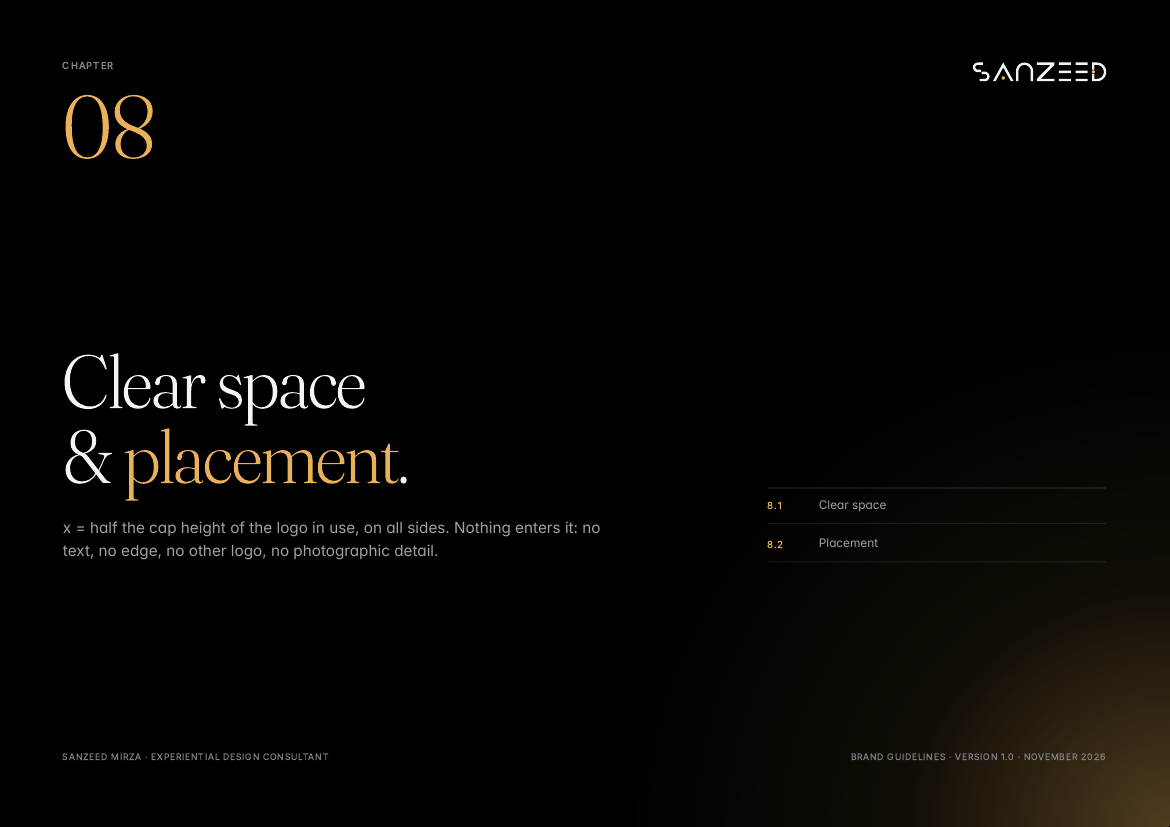 CHAPTER
08
SANZEED
Clear space
& placement.
x = half the cap height of the logo in use, on all sides. Nothing enters it: no
text, no edge, no other logo, no photographic detail.
8.1 Clear space
8.2 Placement
SANZEED MIRZA · EXPERIENTIAL DESIGN CONSULTANT
BRAND GUIDELINES · VERSION 1.0 · NOVEMBER 2026